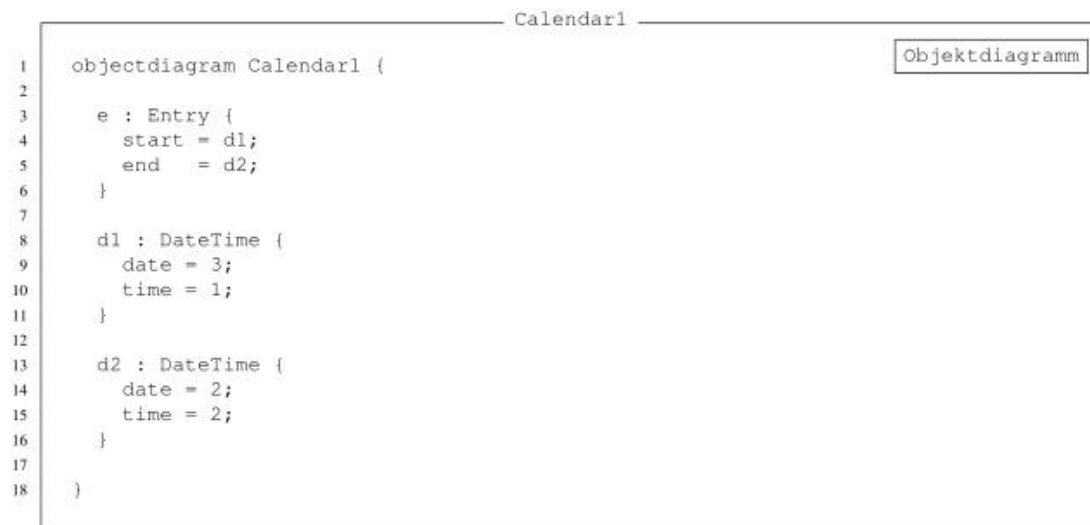 Calendar1
Objektdiagramm
1 objectdiagram Calendar1 {
2
3 e : Entry {
4 start = d1;
5 end = d2;
6 }
7
8 d1 : DateTime {
9 date = 3;
10 time = 1;
11 }
12
13 d2 : DateTime {
14 date = 2;
15 time = 2;
16 }
17
18 }